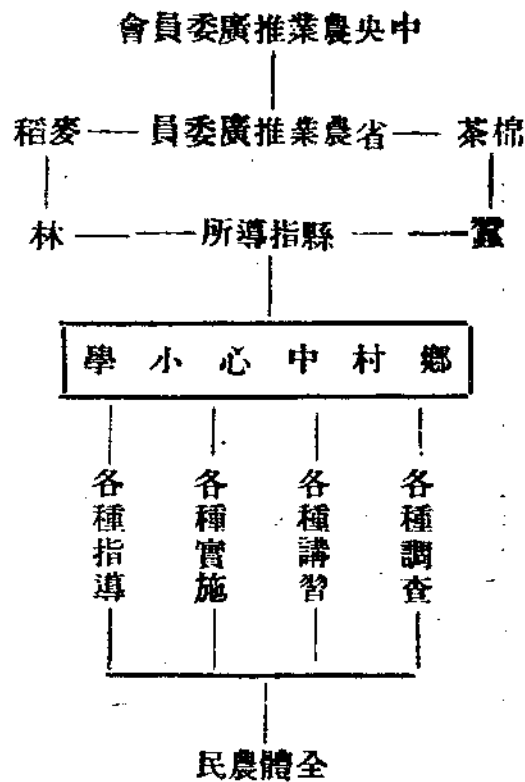 中央農業推廣委員會
棉茶 省農業推廣委員 麥稻
縣指導所 林
鄉村中心小學
各種調查
各種講習
各種實施
各種指導
全體農民